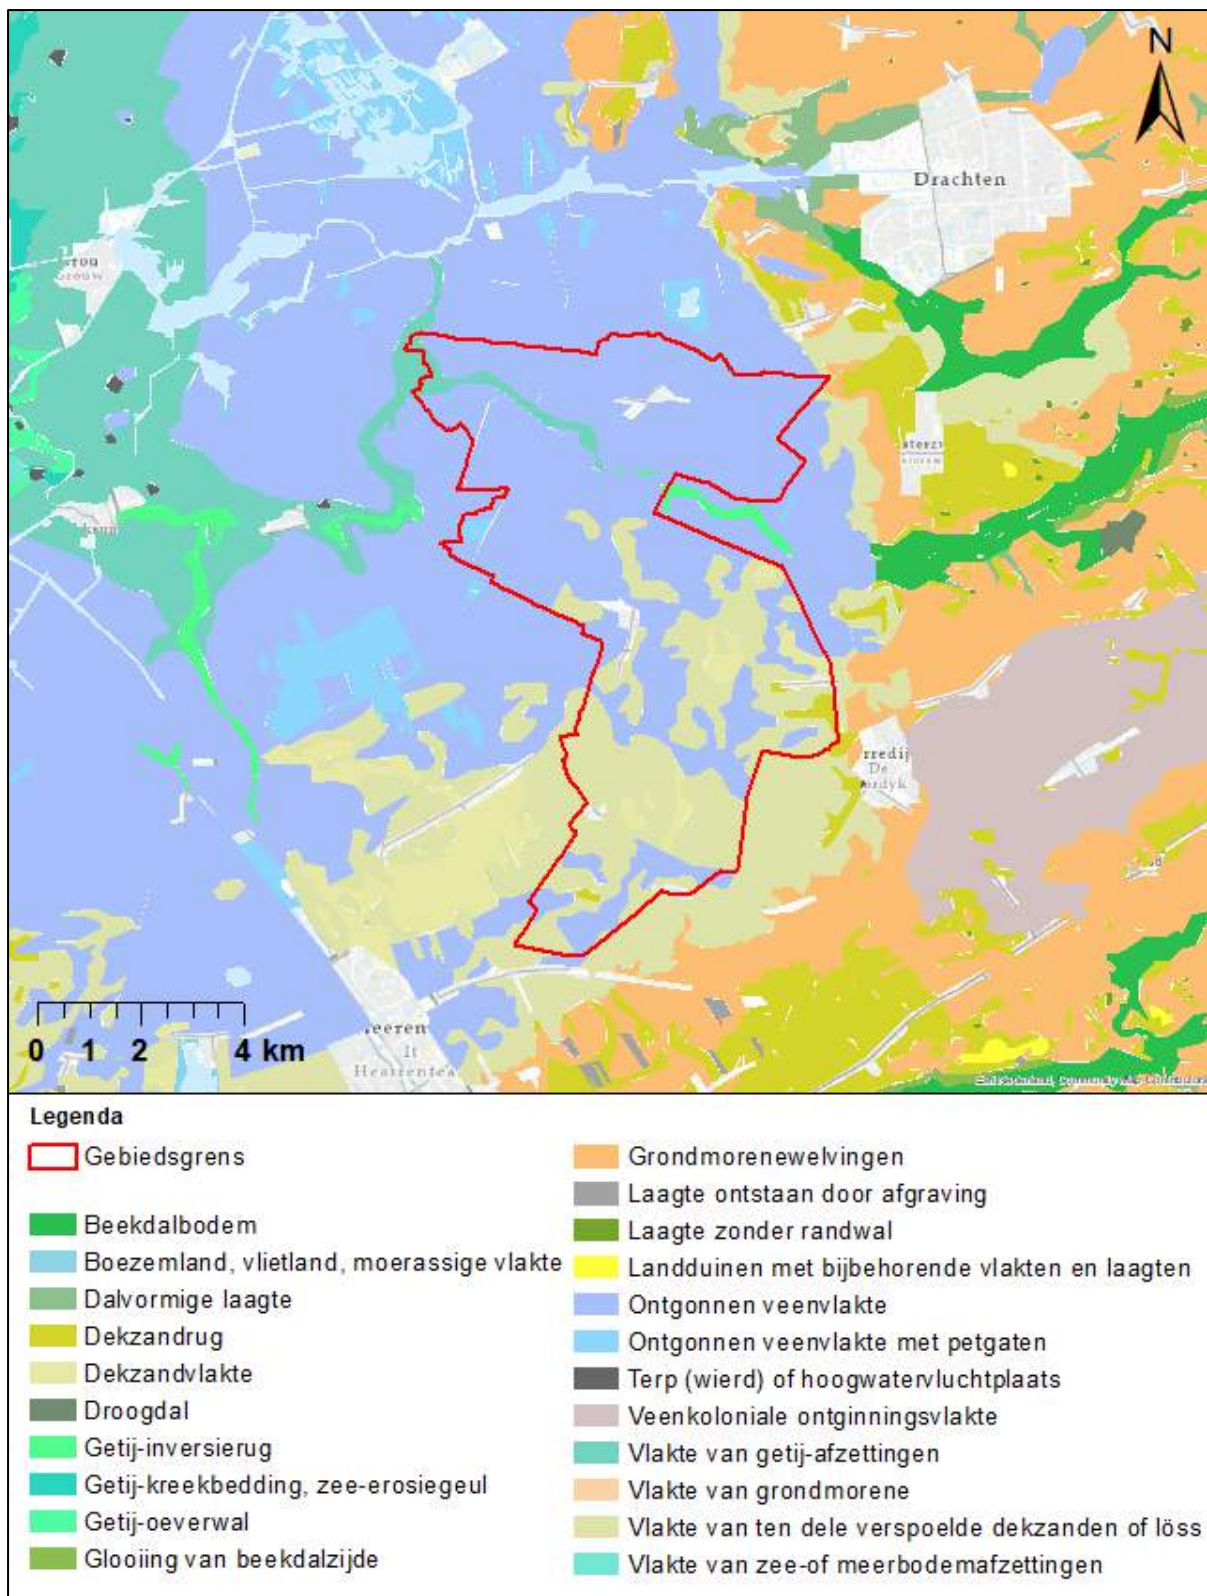 N
Drachten
0 1 2 4 km
Legenda
Gebiedsgrens
Beekdalbodem
Boezemland, vlietland, moerassige vlakte
Dalvormige laagte
Dekzandrug
Dekzandvlakte
Droogdal
Getij-inversierug
Getij-kreekbedding, zee-erosiegeul
Getij-oeverwal
Glooiing van beekdalzijde
Grondmorenewelvingen
Laagte ontstaan door afgraving
Laagte zonder randwal
Landduinen met bijbehorende vlakten en laagten
Ontgonnen veenvlakte
Ontgonnen veenvlakte met petgaten
Terp (wierd) of hoogwatervluchtplaats
Veenkoloniale ontginningsvlakte
Vlakte van getij-afzettingen
Vlakte van grondmorene
Vlakte van ten dele verspoelde dekzanden of löss
Vlakte van zee-of meerbodemafzettingen